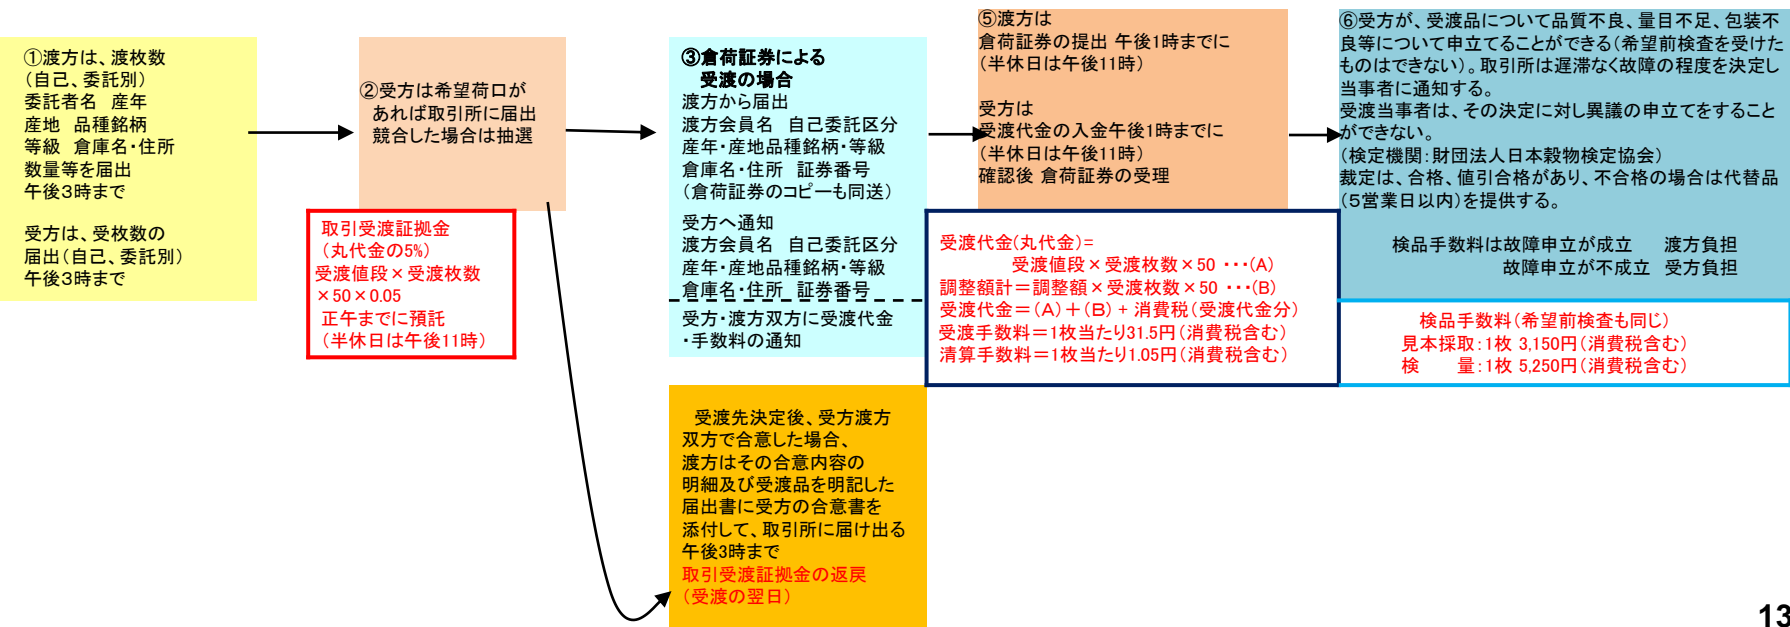 ①渡方は、渡枚数
(自己、委託別)
委託者名 産年
産地 品種銘柄
等級 倉庫名・住所
数量等を届出
午後3時まで
受方は、受枚数の
届出(自己、委託別)
午後3時まで
②受方は希望荷口が
あれば取引所に届出
競合した場合は抽選
取引受渡証拠金
(丸代金の5%)
受渡値段×受渡枚数
×50×0.05
正午までに預託
(半休日は午後11時)
③倉荷証券による
受渡の場合
渡方から届出
渡方会員名 自己委託区分
産年・産地品種銘柄・等級
倉庫名・住所 証券番号
(倉荷証券のコピーも同送)
受方へ通知
渡方会員名 自己委託区分
産年・産地品種銘柄・等級
倉庫名・住所 証券番号
受方・渡方双方に受渡代金
・手数料の通知
受渡先決定後、受方渡方
双方で合意した場合、
渡方はその合意内容の
明細及び受渡品を明記した
届出書に受方の合意書を
添付して、取引所に届け出る
午後3時まで
取引受渡証拠金の返戻
(受渡の翌日)
⑤渡方は
倉荷証券の提出 午後1時までに
(半休日は午後11時)
受方は
受渡代金の入金午後1時までに
(半休日は午後11時)
確認後 倉荷証券の受理
受渡代金(丸代金)=
受渡値段×受渡枚数×50 ・・・(A)
調整額計=調整額×受渡枚数×50 ・・・(B)
受渡代金=(A)+(B)+消費税(受渡代金分)
受渡手数料=1枚当たり31.5円(消費税含む)
清算手数料=1枚当たり1.05円(消費税含む)
⑥受方が、受渡品について品質不良、量目不足、包装不
良等について申立てることができる(希望前検査を受けた
ものはできない)。取引所は遅滞なく故障の程度を決定し
当事者に通知する。
受渡当事者は、その決定に対し異議の申立てをすること
ができない。
(検定機関:財団法人日本穀物検定協会)
裁定は、合格、値引合格があり、不合格の場合は代替品
(5営業日以内)を提供する。
検品手数料は故障申立が成立 渡方負担
故障申立が不成立 受方負担
検品手数料(希望前検査も同じ)
見本採取:1枚 3,150円(消費税含む)
検 量:1枚 5,250円(消費税含む)
13